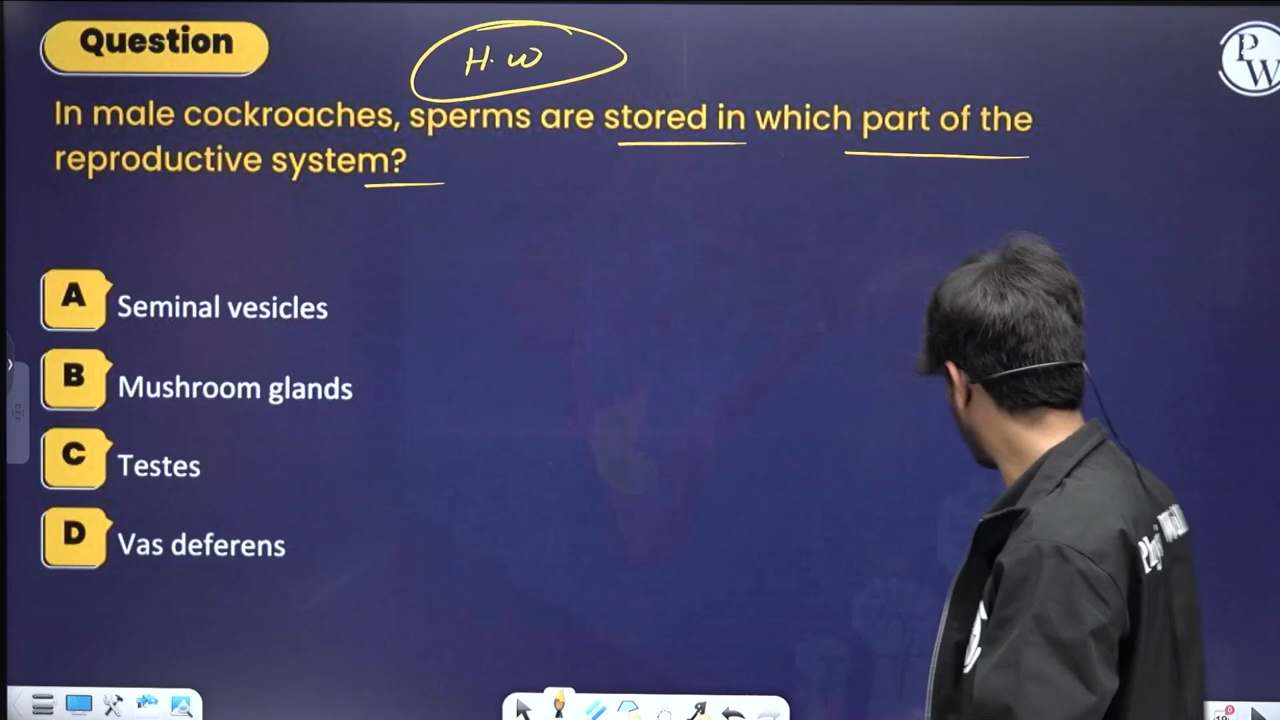 Question
H.W
In male cockroaches, sperms are stored in which part of the
reproductive system?
PW
A Seminal vesicles
B Mushroom glands
C Testes
D Vas deferens